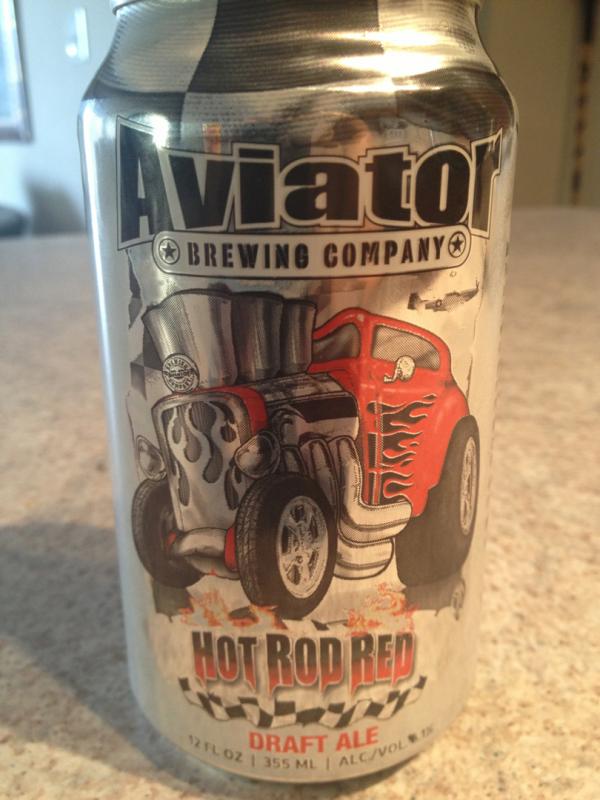 Aviator
BREWING COMPANY
HOT ROD RED
DRAFT ALE
12 FL OZ | 355 ML | ALC/VOL